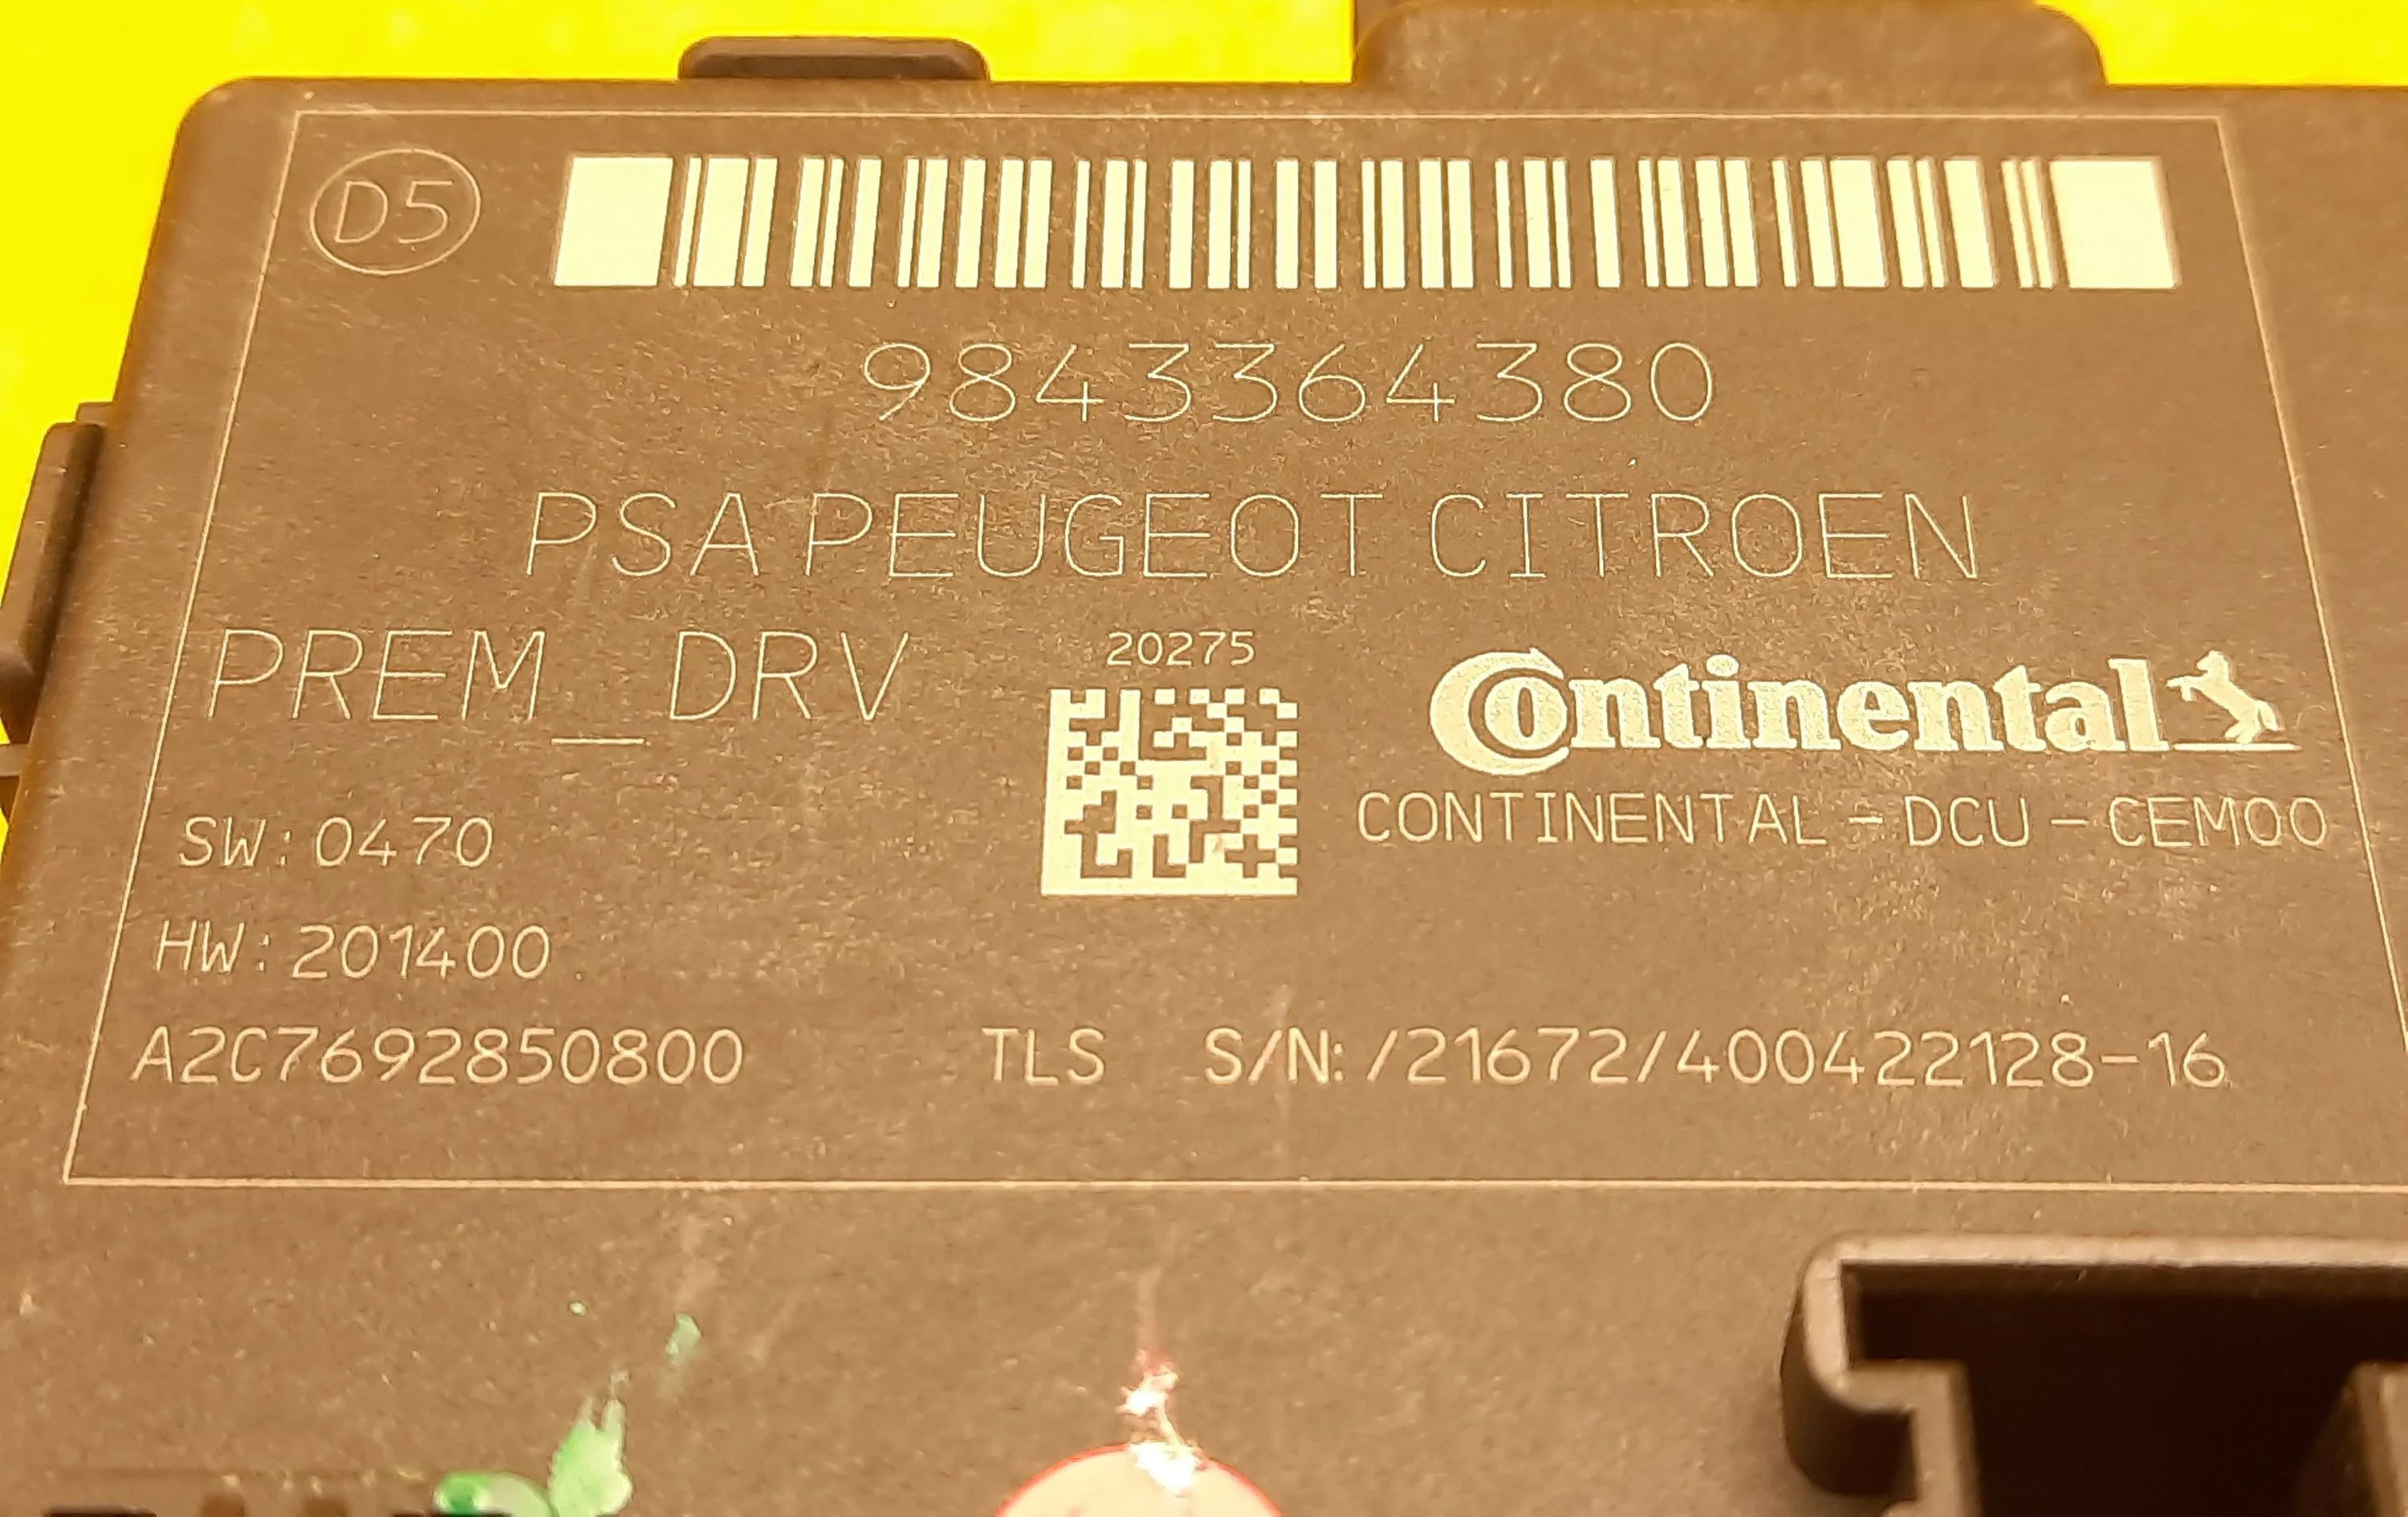 D5
9843364380
PSA PEUGEOT CITROEN
PREM_DRV
20275
Continental
CONTINENTAL - DCU - CEM00
SW: 0470
HW: 201400
A2C7692850800 TLS S/N: /21672/400422128-16